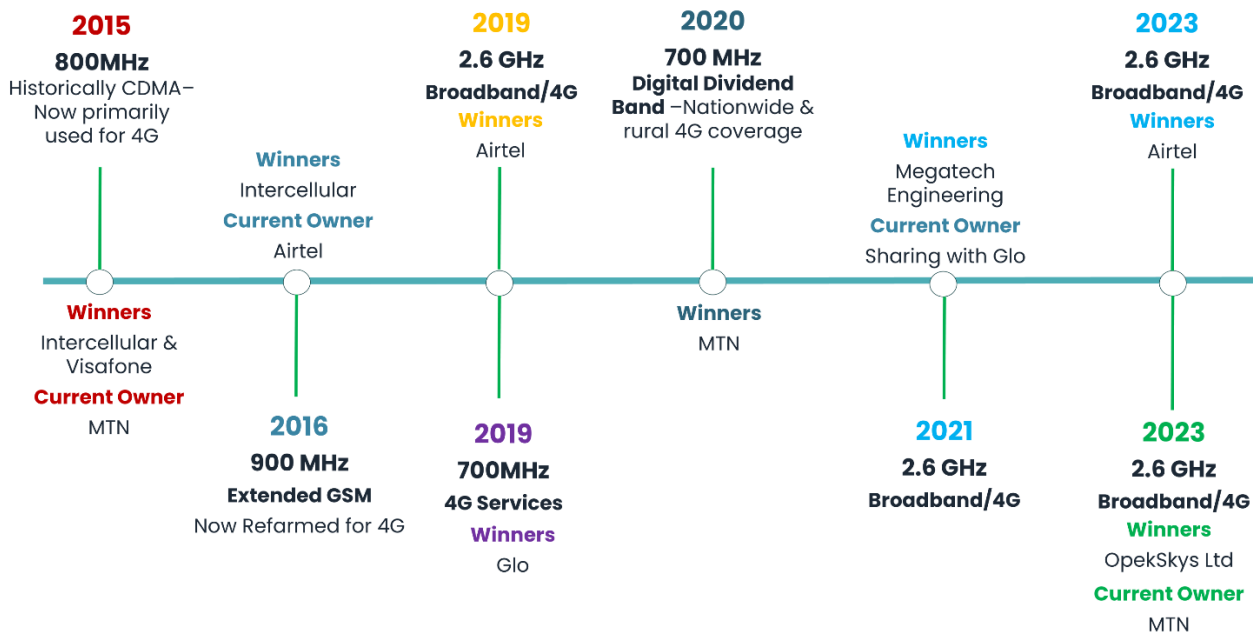 2015
800MHz
Historically CDMA–
Now primarily
used for 4G
Winners
Intercellular &
Visafone
Current Owner
MTN
Winners
Intercellular
Current Owner
Airtel
2016
900 MHz
Extended GSM
Now Refarmed for 4G
2019
2.6 GHz
Broadband/4G
Winners
Airtel
2019
700MHz
4G Services
Winners
Glo
2020
700 MHz
Digital Dividend
Band –Nationwide &
rural 4G coverage
Winners
MTN
Winners
Megatech
Engineering
Current Owner
Sharing with Glo
2021
2.6 GHz
Broadband/4G
2023
2.6 GHz
Broadband/4G
Winners
Airtel
2023
2.6 GHz
Broadband/4G
Winners
OpekSkys Ltd
Current Owner
MTN